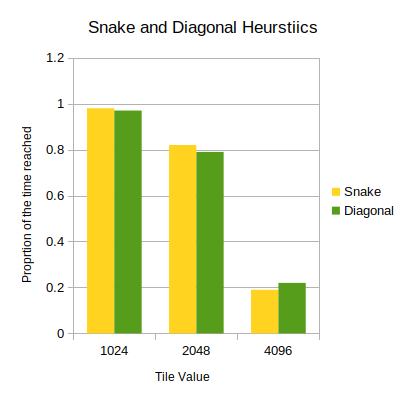 Snake and Diagonal Heurstiics
1.2
1
0.8
0.6
0.4
0.2
0
Proprtion of the time reached
1024 2048 4096
Tile Value
Snake
Diagonal